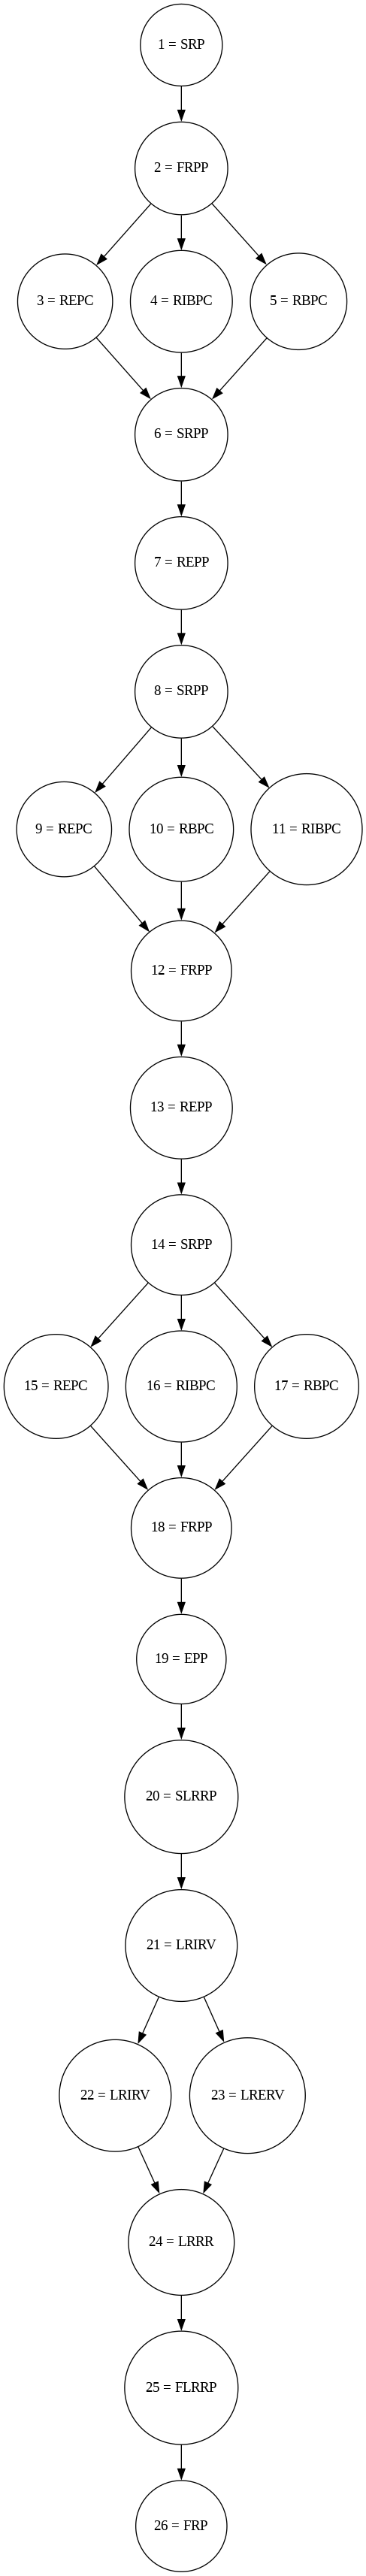 1 = SRP
2 = FRPP
3 = REPC
4 = RIBPC
5 = RBPC
6 = SRPP
7 = REPP
8 = SRPP
9 = REPC
10 = RBPC
11 = RIBPC
12 = FRPP
13 = REPP
14 = SRPP
15 = REPC
16 = RIBPC
17 = RBPC
18 = FRPP
19 = EPP
20 = SLRRP
21 = LRIRV
22 = LRIRV
23 = LRERV
24 = LRRR
25 = FLRRP
26 = FRP